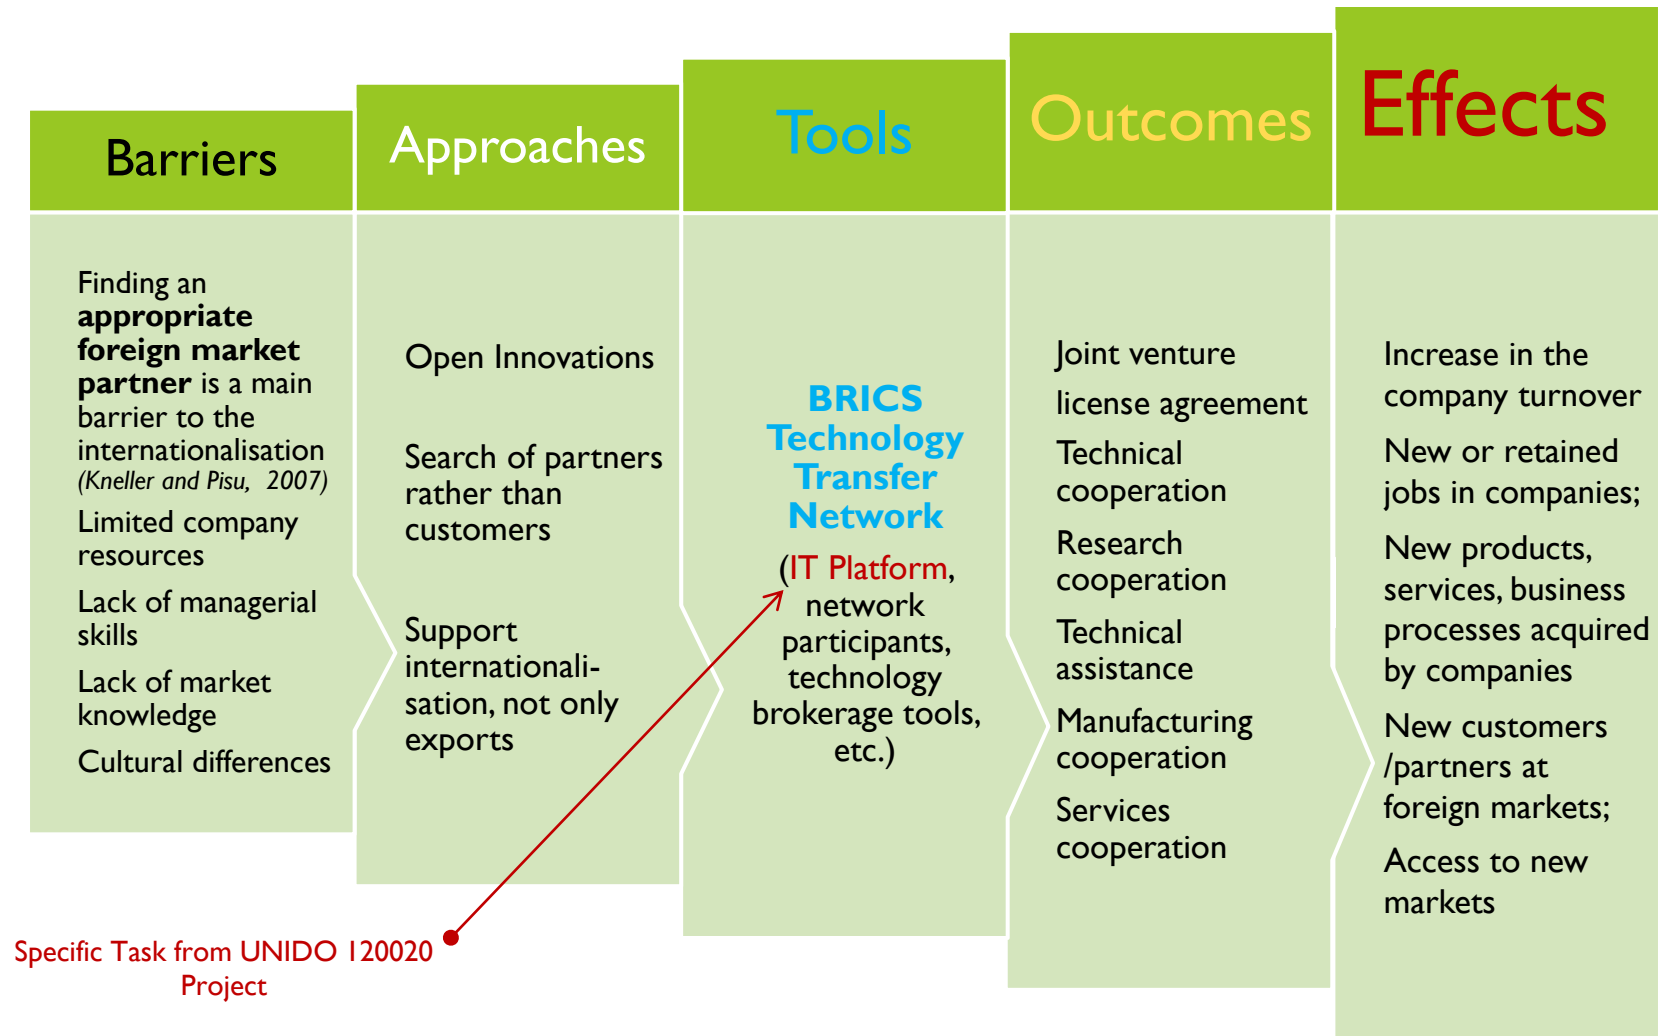 Barriers
Finding an
appropriate
foreign market
partner is a main
barrier to the
internationalisation
(Kneller and Pisu, 2007)
Limited company
resources
Lack of managerial
skills
Lack of market
knowledge
Cultural differences
Approaches
Open Innovations
Search of partners
rather than
customers
Support
internationali-
sation, not only
exports
Tools
BRICS
Technology
Transfer
Network
(IT Platform,
network
participants,
technology
brokerage tools,
etc.)
Outcomes
Joint venture
license agreement
Technical
cooperation
Research
cooperation
Technical
assistance
Manufacturing
cooperation
Services
cooperation
Effects
Increase in the
company turnover
New or retained
jobs in companies;
New products,
services, business
processes acquired
by companies
New customers
/partners at
foreign markets;
Access to new
markets
Specific Task from UNIDO 120020
Project